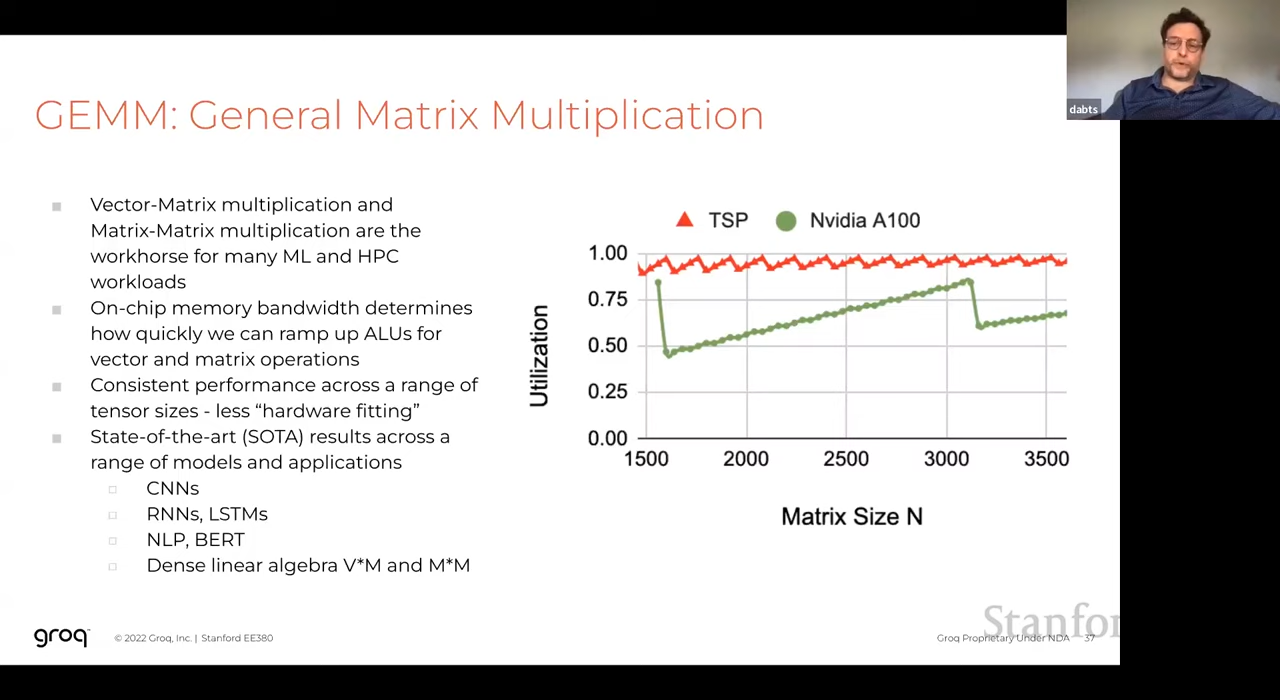 dabts
GEMM: General Matrix Multiplication
Vector-Matrix multiplication and
Matrix-Matrix multiplication are the
workhorse for many ML and HPC
workloads
On-chip memory bandwidth determines
how quickly we can ramp up ALUs for
vector and matrix operations
Consistent performance across a range of
tensor sizes - less “hardware fitting”
State-of-the-art (SOTA) results across a
range of models and applications
CNNs
RNNs, LSTMs
NLP, BERT
Dense linear algebra V*M and M*M
TSP Nvidia A100
1.00
0.75
0.50
0.25
0.00
Utilization
1500 2000 2500 3000 3500
Matrix Size N
groq™ © 2022 Groq, Inc. | Stanford EE380
Stanfor
Groq Proprietary Under NDA 37